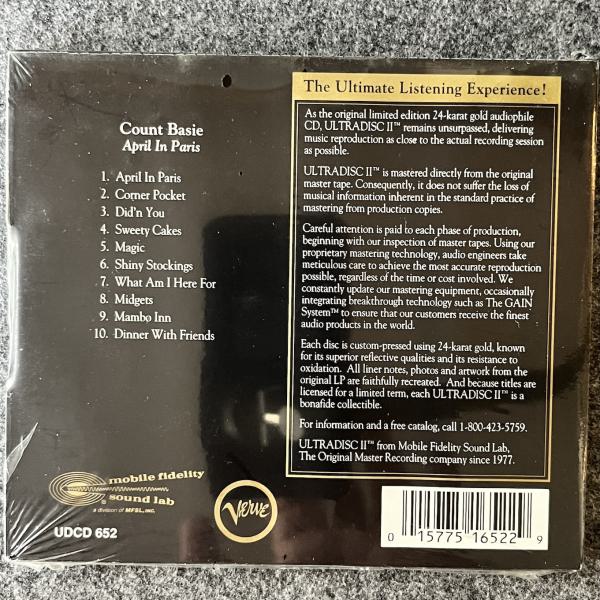 Count Basie
April In Paris
1. April In Paris
2. Corner Pocket
3. Did'n You
4. Sweety Cakes
5. Magic
6. Shiny Stockings
7. What Am I Here For
8. Midgets
9. Mambo Inn
10. Dinner With Friends
The Ultimate Listening Experience!
As the original limited edition 24-karat gold audiophile
CD, ULTRADISC II™ remains unsurpassed, delivering
music reproduction as close to the actual recording session
as possible.
ULTRADISC II™ is mastered directly from the original
master tape. Consequently, it does not suffer the loss of
musical information inherent in the standard practice of
mastering from production copies.
Careful attention is paid to each phase of production,
beginning with our inspection of master tapes. Using our
proprietary mastering technology, audio engineers take
meticulous care to achieve the most accurate reproduction
possible, regardless of the time or cost involved. We
constantly update our mastering equipment, occasionally
integrating breakthrough technology such as The GAIN
System™ to ensure that our customers receive the finest
audio products in the world.
Each disc is custom-pressed using 24-karat gold, known
for its superior reflective qualities and its resistance to
oxidation. All liner notes, photos and artwork from the
original LP are faithfully recreated. And because titles are
licensed for a limited term, each ULTRADISC II™ is a
bonafide collectible.
For information and a free catalog, call 1-800-423-5759.
ULTRADISC II™ from Mobile Fidelity Sound Lab,
The Original Master Recording company since 1977.
mobile fidelity
sound lab
a division of MFSL, INC.
UDCD 652
Verve
0 15775 16522 9